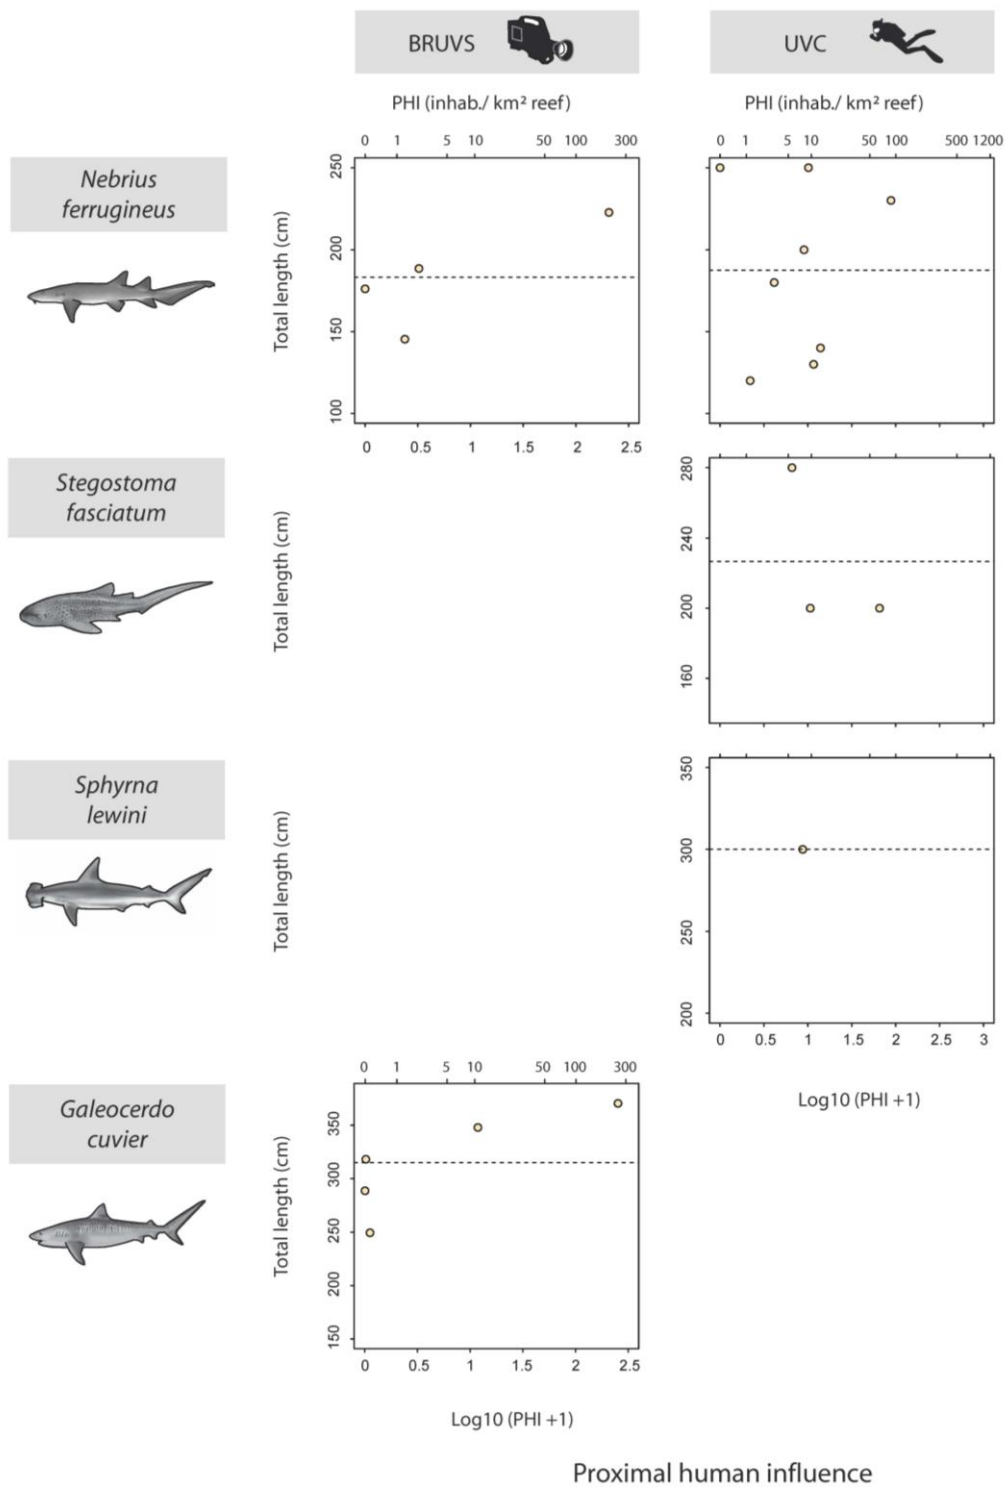 BRUVS
UVC
PHI (inhab./ km² reef)
PHI (inhab./ km² reef)
0 1 5 10 50 100 300
0 1 5 10 50 100 500 1200
Nebrius
ferrugineus
Total length (cm)
250
200
150
100
0 0.5 1 1.5 2 2.5
Stegostoma
fasciatum
Total length (cm)
280
240
200
160
Sphyrna
lewini
Total length (cm)
350
300
250
200
0 0.5 1 1.5 2 2.5 3
Log10 (PHI +1)
0 1 5 10 50 100 300
Galeocerdo
cuvier
Total length (cm)
350
300
250
200
150
0 0.5 1 1.5 2 2.5
Log10 (PHI +1)
Proximal human influence